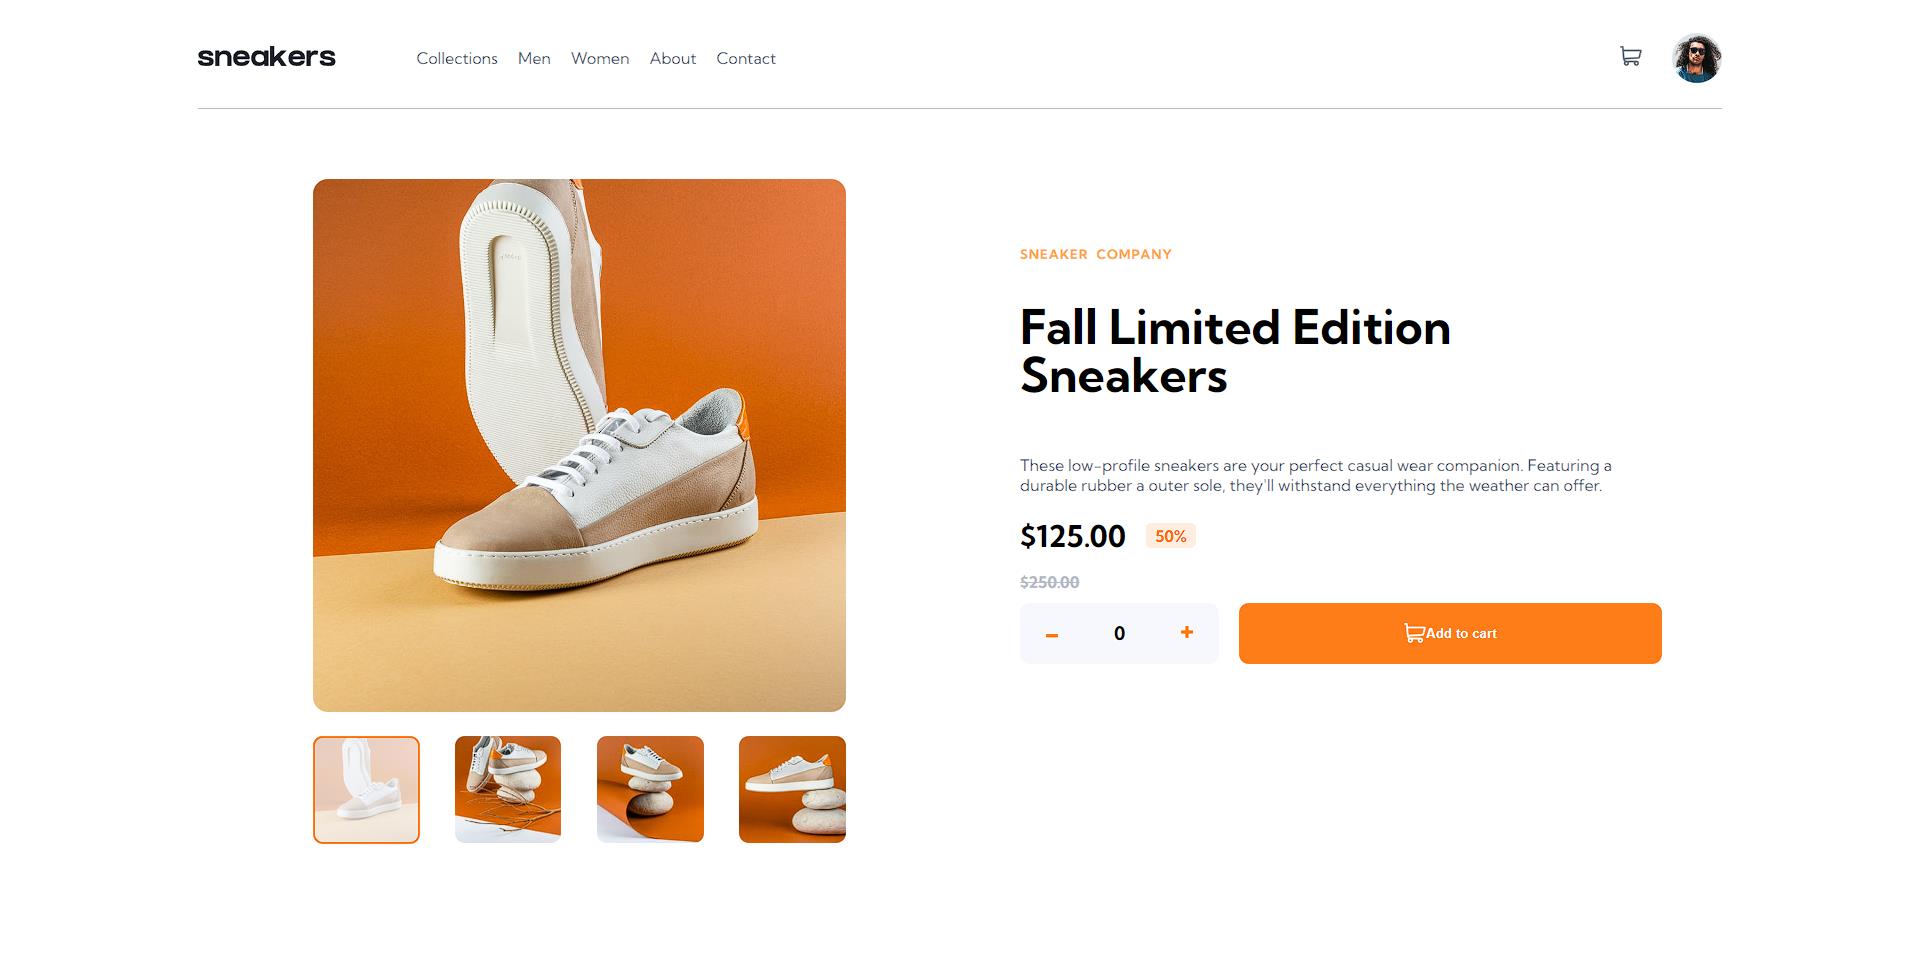 sneakers
Collections Men Women About Contact
SNEAKER COMPANY
Fall Limited Edition
Sneakers
These low-profile sneakers are your perfect casual wear companion. Featuring a
durable rubber a outer sole, they'll withstand everything the weather can offer.
$125.00 50%
$250.00
- 0 + Add to cart